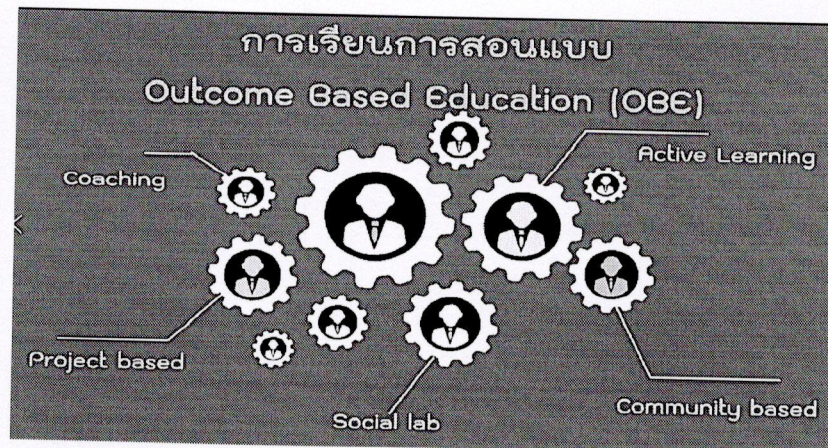 การเรียนการสอนแบบ
Outcome Based Education (OBE)
Coaching
Active Learning
Project based
Social lab
Community based